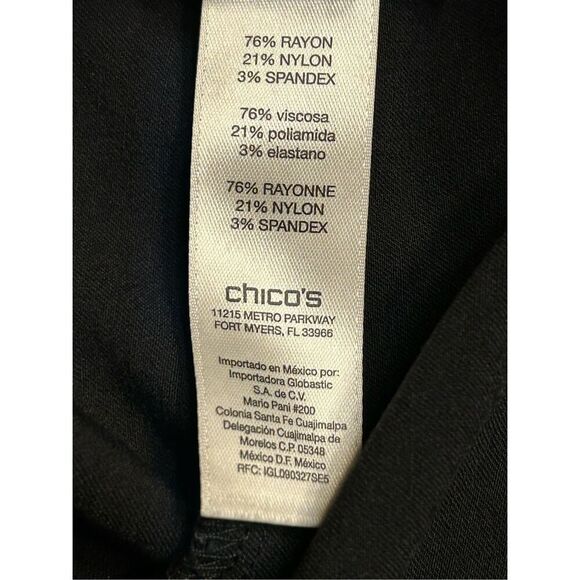 76% RAYON
21% NYLON
3% SPANDEX
76% viscosa
21% poliamida
3% elastano
76% RAYONNE
21% NYLON
3% SPANDEX
chico's
11215 METRO PARKWAY
FORT MYERS, FL 33966
Importado en México por:
Importadora Globastic
S.A. de C.V.
Mario Pani #200
Colonia Santa Fe Cuajimalpa
Delegación Cuajimalpa de
Morelos C.P. 05348
México D.F. México
RFC: IGL090327SE5